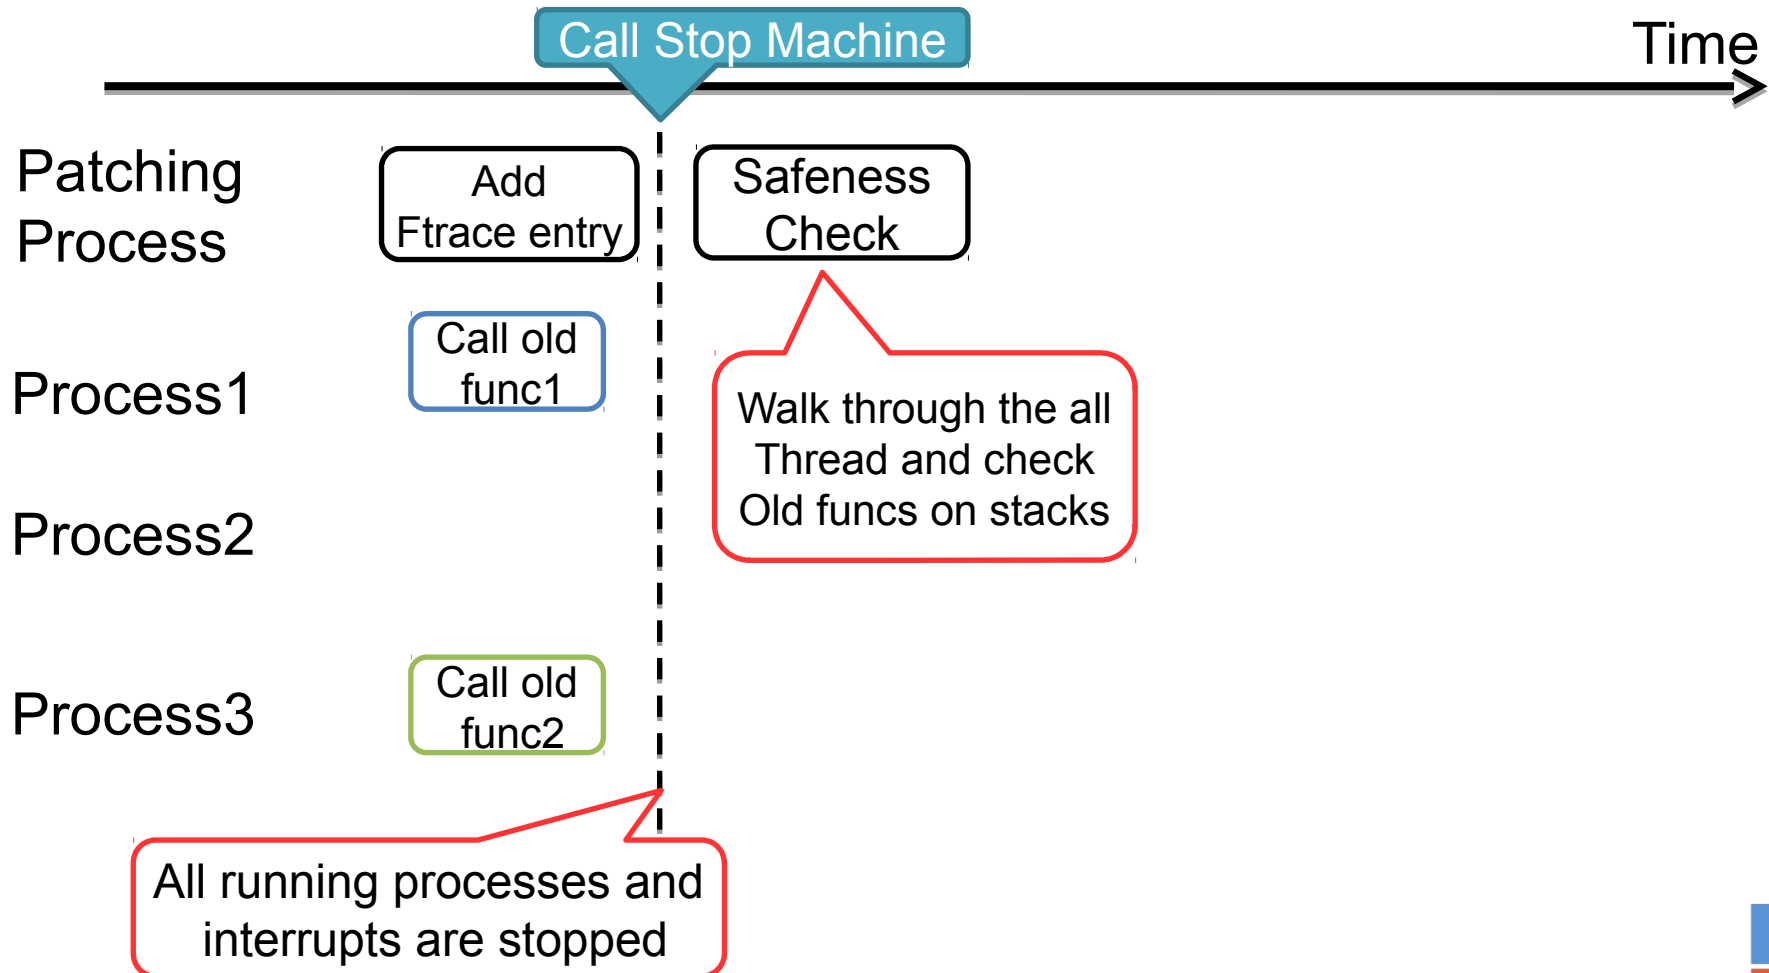 Call Stop Machine
Time
Patching
Process
Add
Ftrace entry
Safeness
Check
Process1
Call old
func1
Walk through the all
Thread and check
Old funcs on stacks
Process2
Process3
Call old
func2
All running processes and
interrupts are stopped